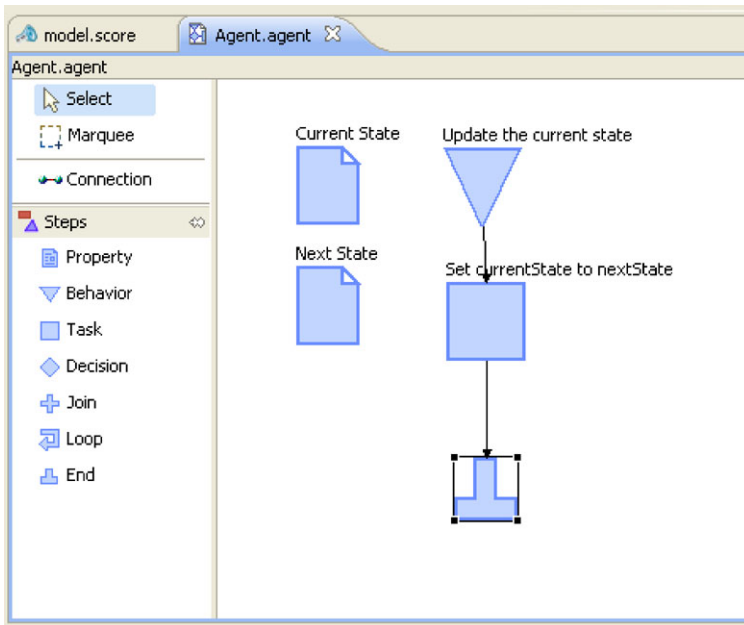 model.score
Agent.agent
Agent.agent
Select
Marquee
Connection
Steps
Property
Behavior
Task
Decision
Join
Loop
End
Current State
Update the current state
Next State
Set currentState to nextState